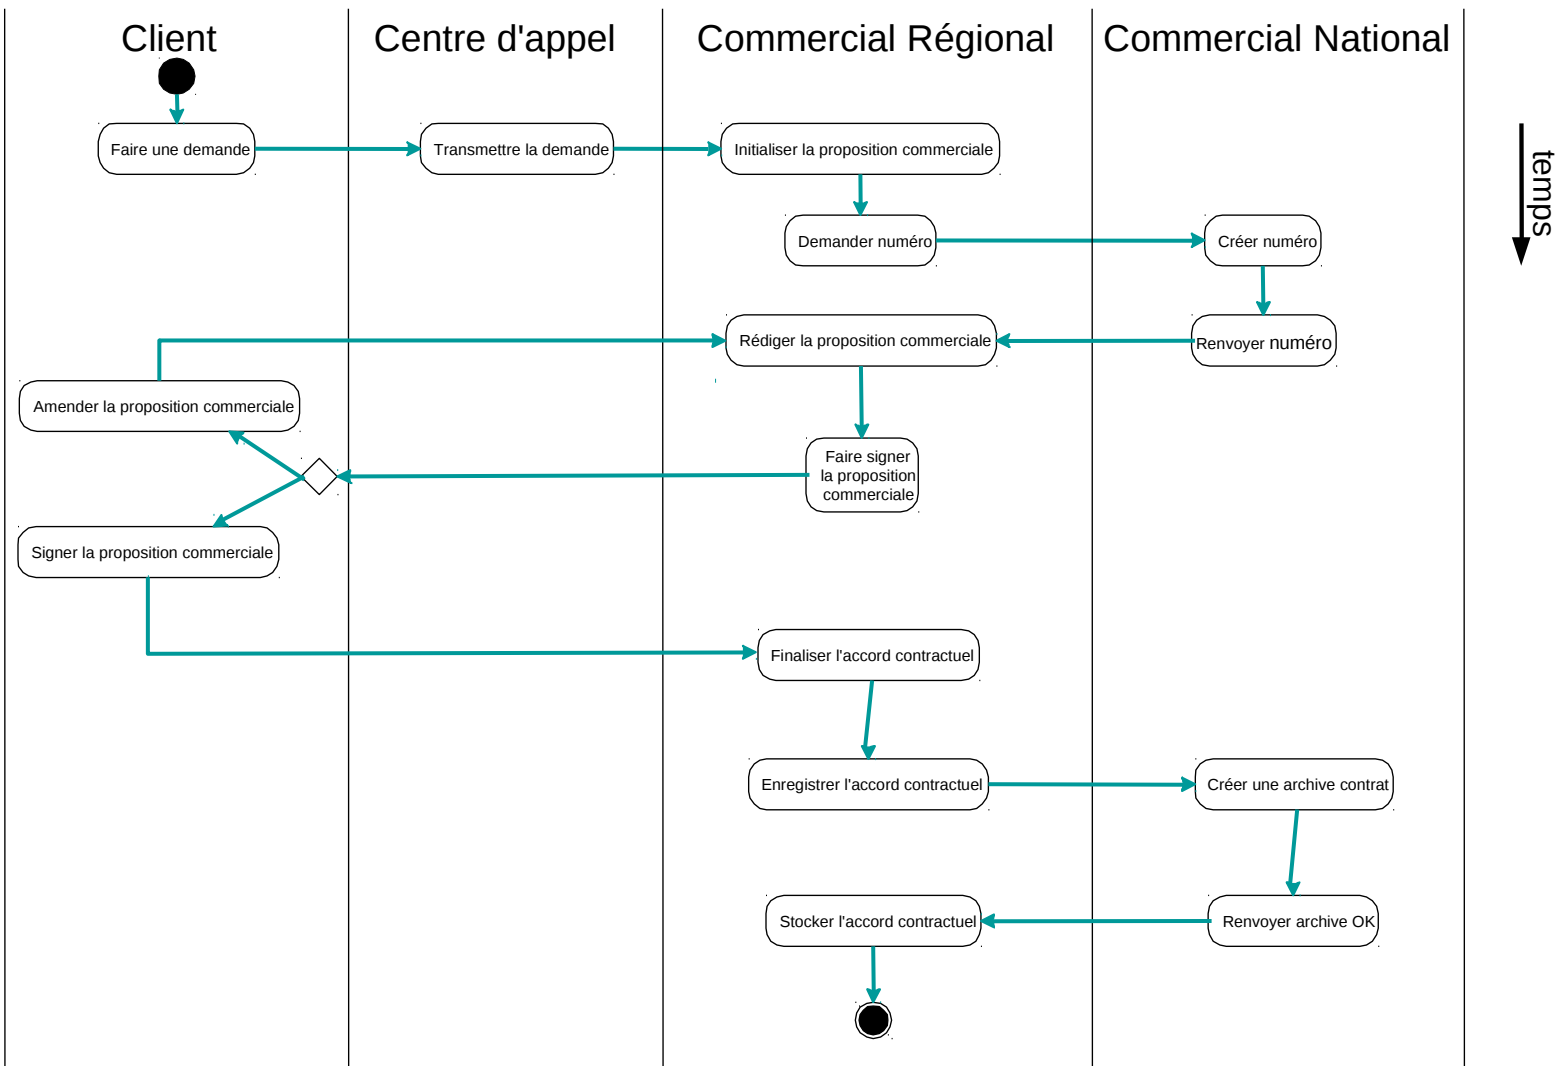 Client
Centre d'appel
Commercial Régional
Commercial National
temps
Faire une demande
Transmettre la demande
Initialiser la proposition commerciale
Demander numéro
Créer numéro
Rédiger la proposition commerciale
Renvoyer numéro
Amender la proposition commerciale
Faire signer
la proposition
commerciale
Signer la proposition commerciale
Finaliser l'accord contractuel
Enregistrer l'accord contractuel
Créer une archive contrat
Stocker l'accord contractuel
Renvoyer archive OK